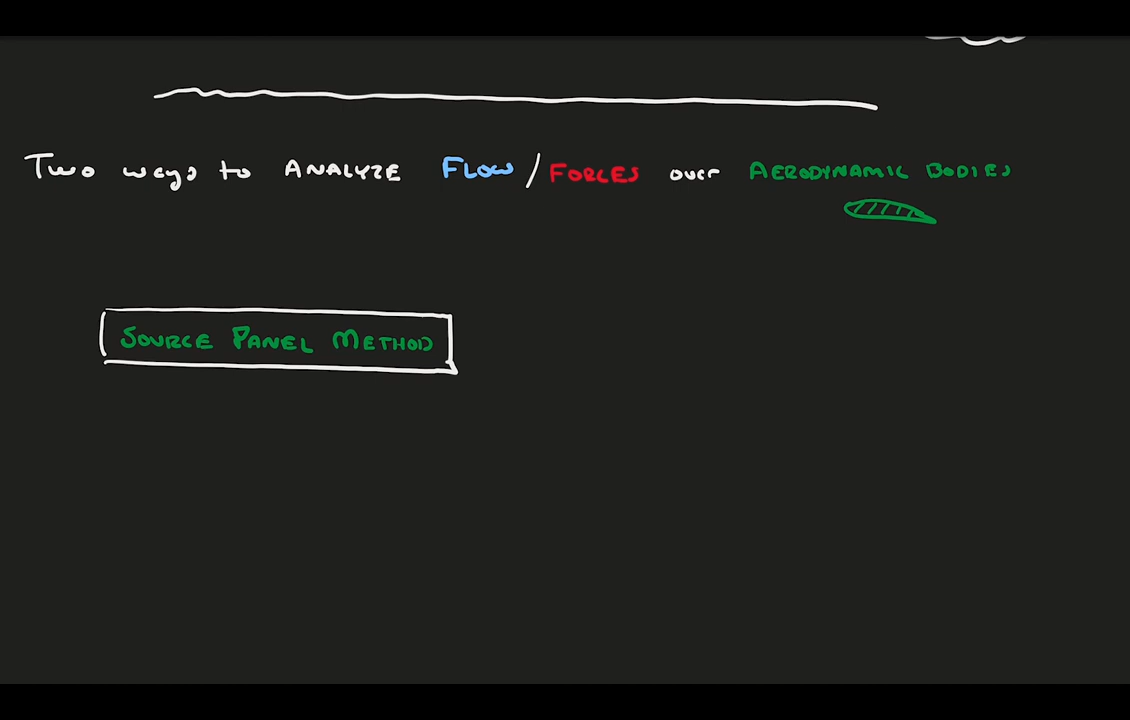 Two ways to ANALYZE FLOW/FORCES over AERODYNAMIC BODIES
SOURCE PANEL METHOD